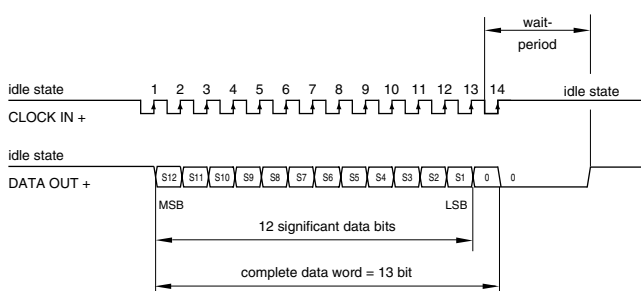 wait-
period
idle state
1 2 3 4 5 6 7 8 9 10 11 12 13 14
idle state
CLOCK IN +
idle state
S12 S11 S10 S9 S8 S7 S6 S5 S4 S3 S2 S1 0 0
DATA OUT +
MSB
LSB
12 significant data bits
complete data word = 13 bit